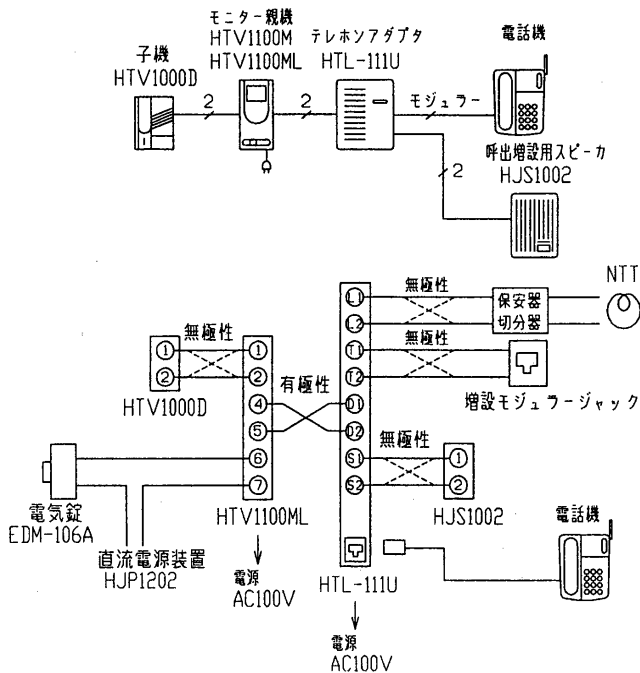 モニター親機
HTV1100M
HTV1100ML
子機
HTV1000D
テレホンアダプタ
HTL-111U
電話機
2
2
モジュラー
呼出増設用スピーカ
HJS1002
2
NTT
L1
無極性
保安器
L2
切分器
T1
無極性
T2
増設モジュラージャック
無極性
1
1
2
2
HTV1000D
有極性
4
D1
5
D2
無極性
6
S1
1
7
S2
2
HJS1002
電気錠
EDM-106A
HTV1100ML
直流電源装置
HJP1202
電源
AC100V
HTL-111U
電源
AC100V
電話機